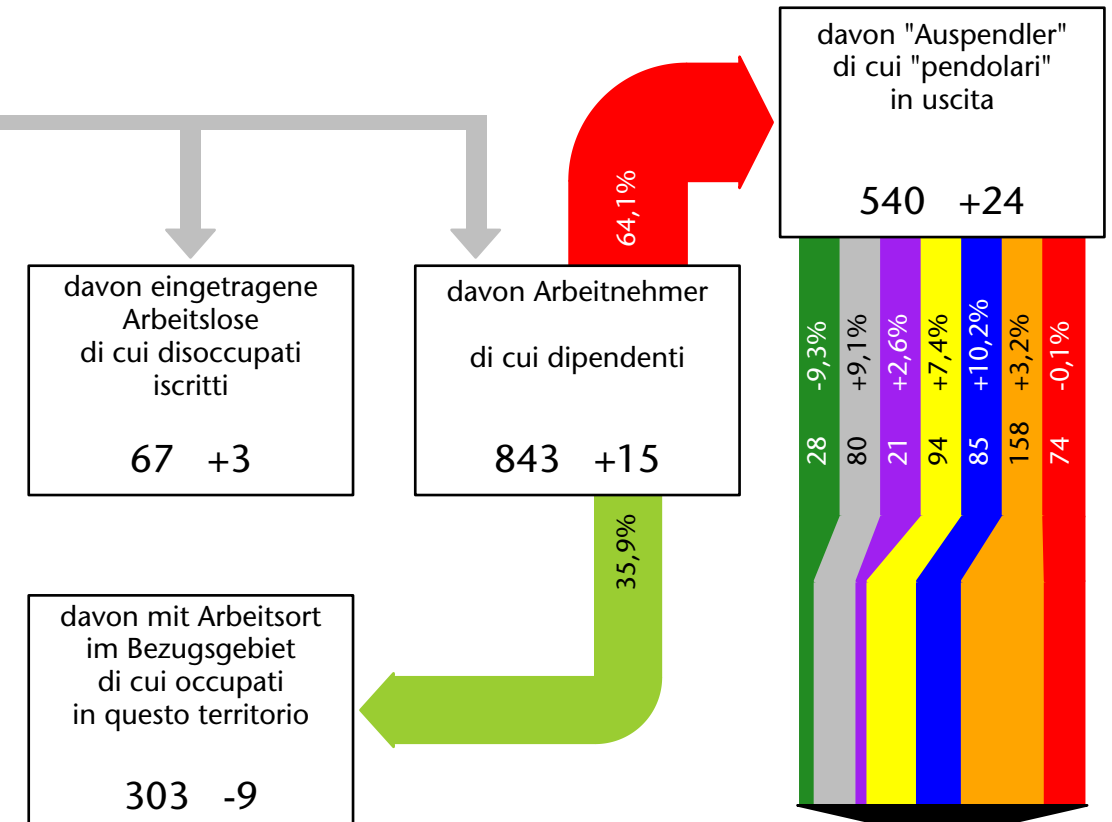 davon "Auspendler"
di cui "pendolari"
in uscita
540 +24
64,1%
davon eingetragene
Arbeitslose
di cui disoccupati
iscritti
67 +3
davon Arbeitnehmer
di cui dipendenti
843 +15
28 -9,3%
80 +9,1%
21 +2,6%
94 +7,4%
85 +10,2%
158 +3,2%
74 -0,1%
35,9%
davon mit Arbeitsort
im Bezugsgebiet
di cui occupati
in questo territorio
303 -9